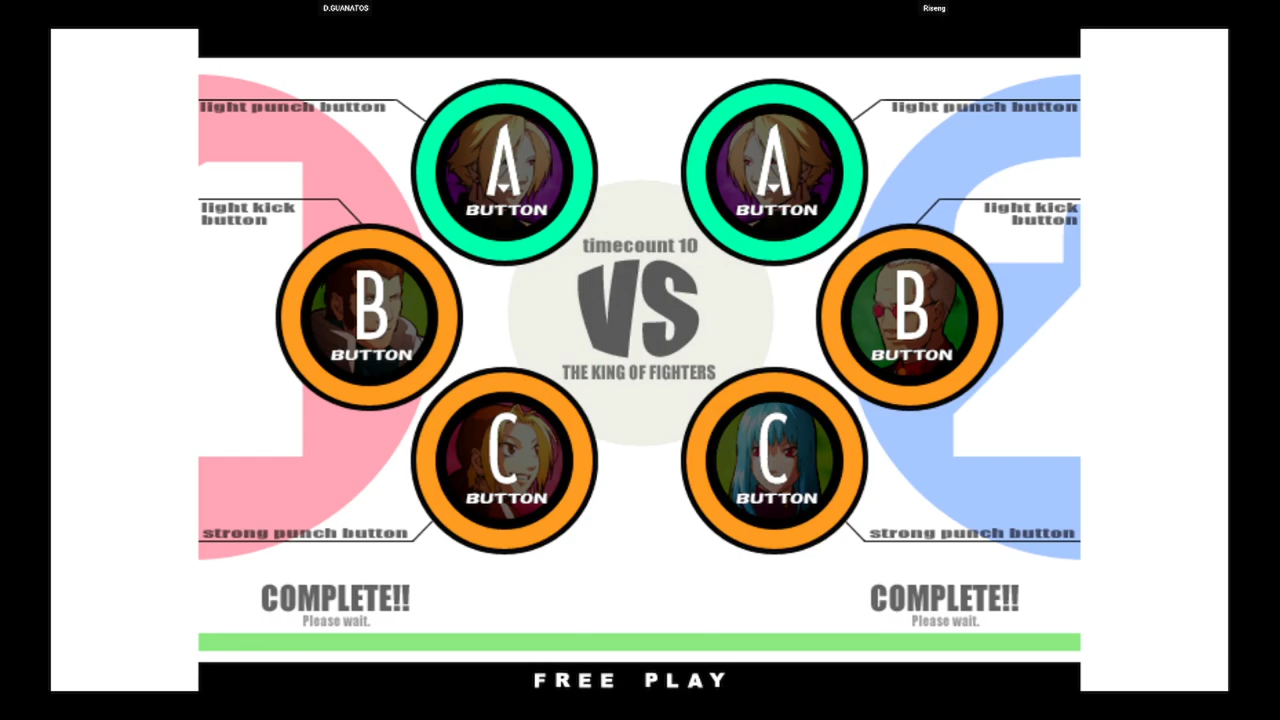 D.GUANATOS
Riseng
light punch button
light punch button
A
BUTTON
A
BUTTON
light kick
button
light kick
button
timecount 10
VS
THE KING OF FIGHTERS
B
BUTTON
B
BUTTON
C
BUTTON
C
BUTTON
strong punch button
strong punch button
COMPLETE!!
Please wait.
COMPLETE!!
Please wait.
FREE PLAY